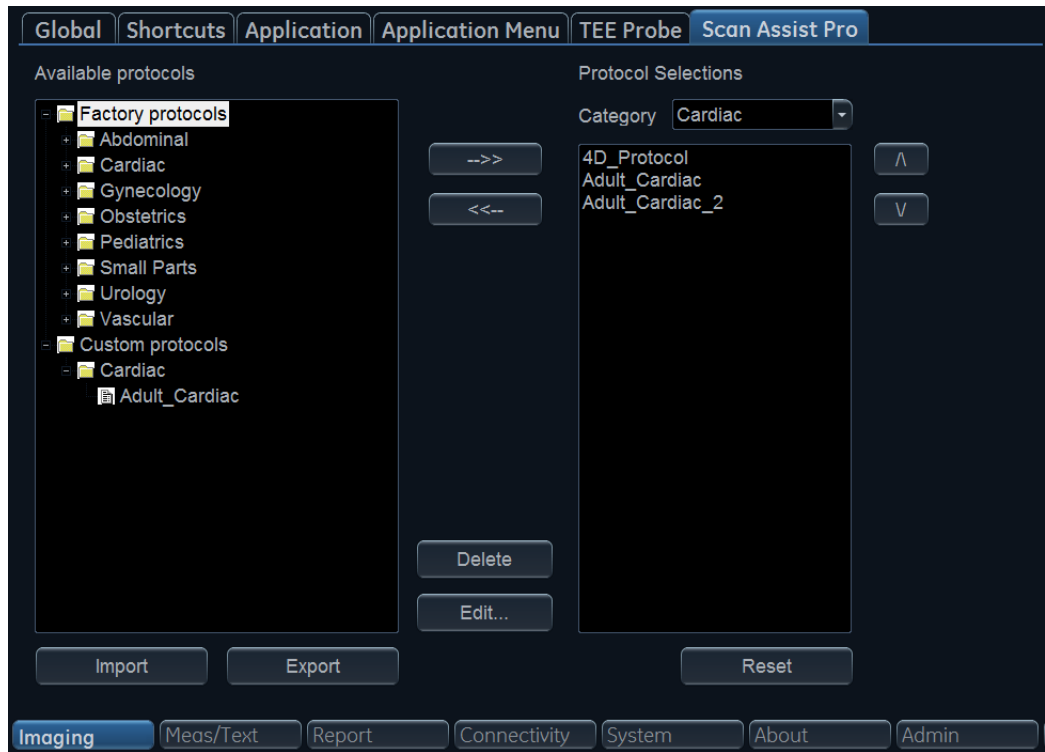 Global Shortcuts Application Application Menu TEE Probe Scan Assist Pro
Available protocols
Factory protocols
Abdominal
Cardiac
Gynecology
Obstetrics
Pediatrics
Small Parts
Urology
Vascular
Custom protocols
Cardiac
Adult_Cardiac
-->>
<<--
Delete
Edit...
Import Export
Protocol Selections
Category Cardiac
4D_Protocol
Adult_Cardiac
Adult_Cardiac_2
/\
\/
Reset
Imaging Meas/Text Report Connectivity System About Admin